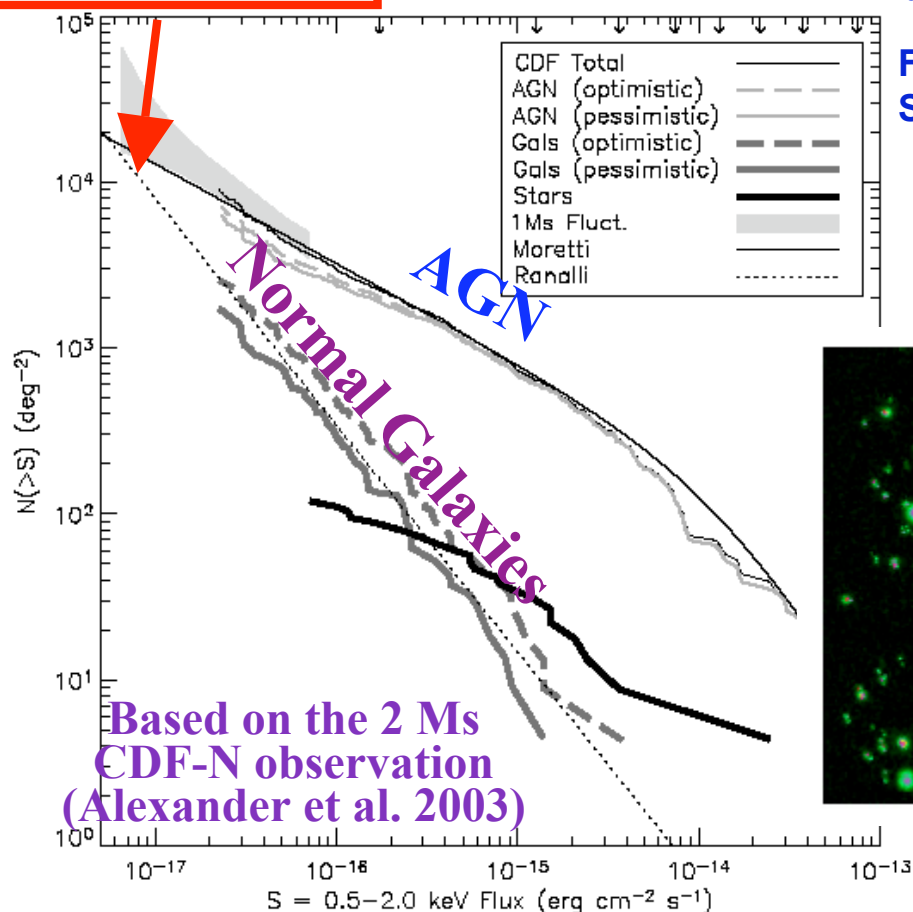 10⁵
10⁴
10³
10²
10¹
10⁰
N(>S) (deg⁻²)
CDF Total
AGN (optimistic)
AGN (pessimistic)
Gals (optimistic)
Gals (pessimistic)
Stars
1Ms Fluct.
Moretti
Ranalli
F
S
AGN
Normal Galaxies
Based on the 2 Ms
CDF-N observation
(Alexander et al. 2003)
10⁻¹⁷ 10⁻¹⁶ 10⁻¹⁵ 10⁻¹⁴ 10⁻¹³
S = 0.5–2.0 keV Flux (erg cm⁻² s⁻¹)